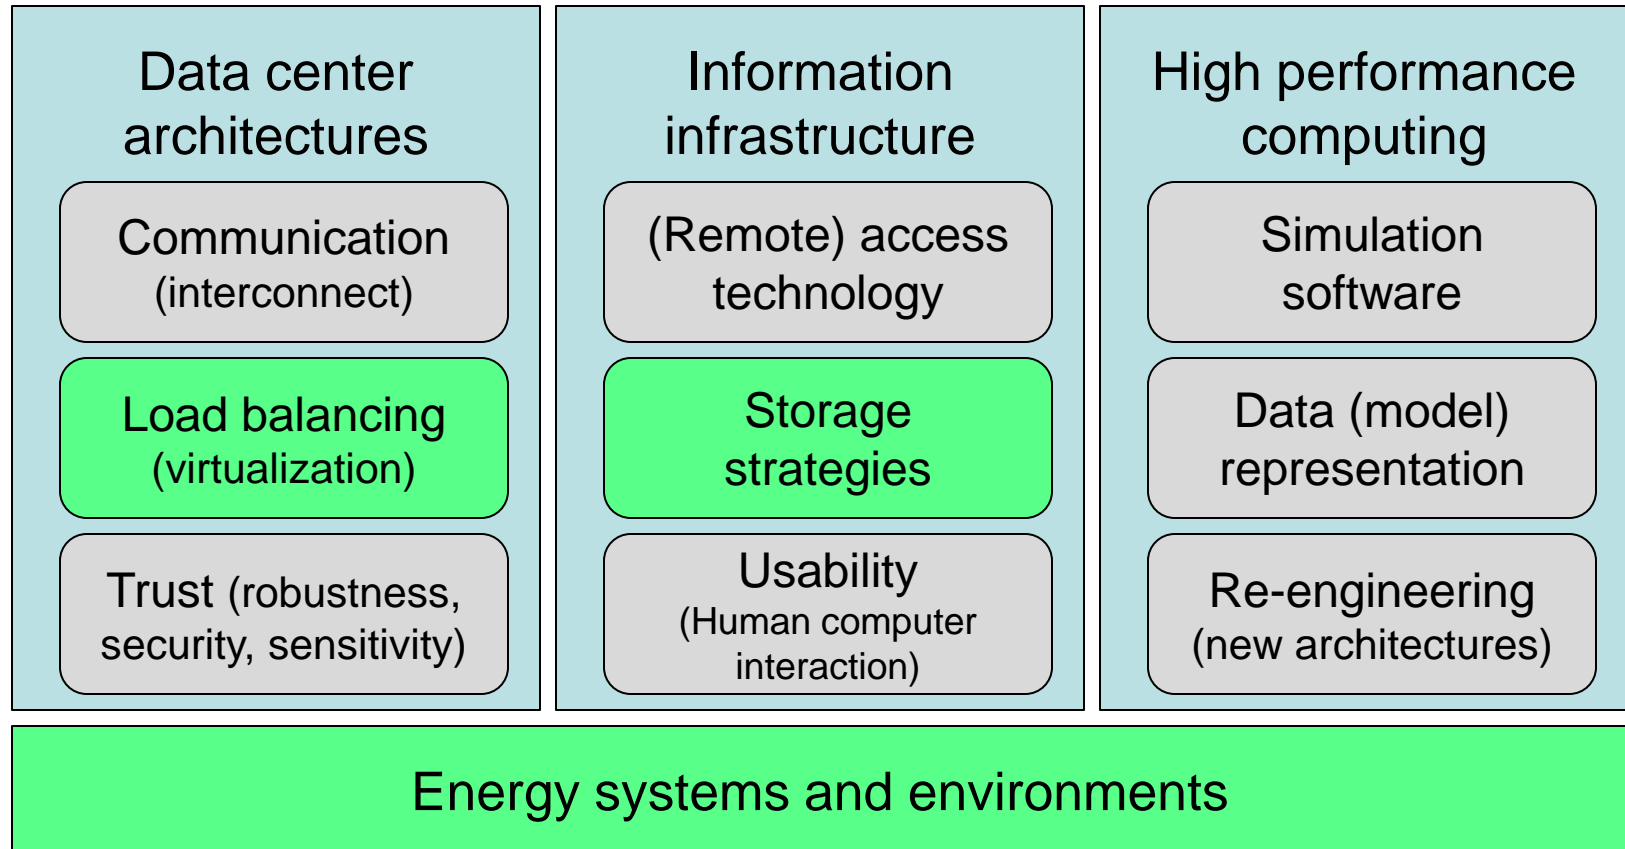 Data center
architectures
Communication
(interconnect)
Load balancing
(virtualization)
Trust (robustness,
security, sensitivity)
Information
infrastructure
(Remote) access
technology
Storage
strategies
Usability
(Human computer
interaction)
High performance
computing
Simulation
software
Data (model)
representation
Re-engineering
(new architectures)
Energy systems and environments